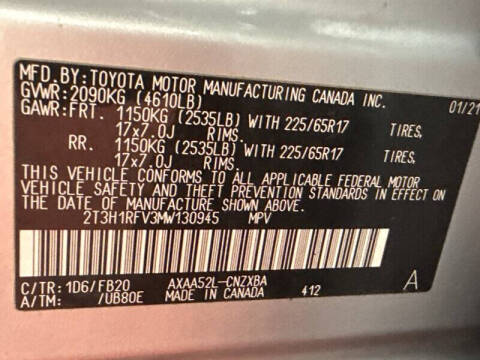 MFD. BY: TOYOTA MOTOR MANUFACTURING CANADA INC.
GVWR: 2090KG (4610LB) 01/21
GAWR: FRT. 1150KG (2535LB) WITH 225/65R17 TIRES,
17x7.0J RIMS.
RR. 1150KG (2535LB) WITH 225/65R17 TIRES,
17x7.0J RIMS.
THIS VEHICLE CONFORMS TO ALL APPLICABLE FEDERAL MOTOR
VEHICLE SAFETY AND THEFT PREVENTION STANDARDS IN EFFECT ON
THE DATE OF MANUFACTURE SHOWN ABOVE.
2T3H1RFV3MW130945 MPV
C/TR: 1D6/FB20 AXAA52L-CNZXBA A
A/TM: /UB80E MADE IN CANADA 412